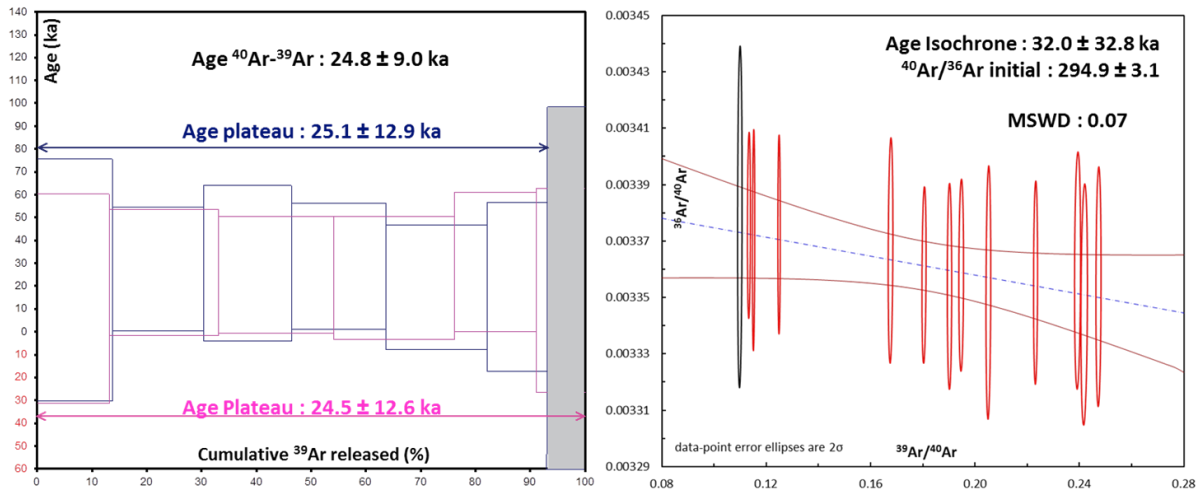 140
130
120
110
100
90
80
70
60
50
40
30
20
10
0
10
20
30
40
50
60
Age (ka)
Age ⁴⁰Ar-³⁹Ar : 24.8 ± 9.0 ka
Age plateau : 25.1 ± 12.9 ka
Age Plateau : 24.5 ± 12.6 ka
Cumulative ³⁹Ar released (%)
0 10 20 30 40 50 60 70 80 90 100
0.00345
0.00343
0.00341
0.00339
0.00337
0.00335
0.00333
0.00331
0.00329
³⁶Ar/⁴⁰Ar
Age Isochrone : 32.0 ± 32.8 ka
⁴⁰Ar/³⁶Ar initial : 294.9 ± 3.1
MSWD : 0.07
data-point error ellipses are 2σ
³⁹Ar/⁴⁰Ar
0.08 0.12 0.16 0.20 0.24 0.28